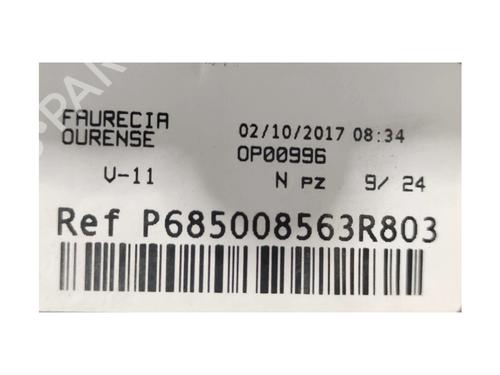 FAURECIA
OURENSE 02/10/2017 08:34
OP00996
V-11 N pz 9/ 24
Ref P685008563R803